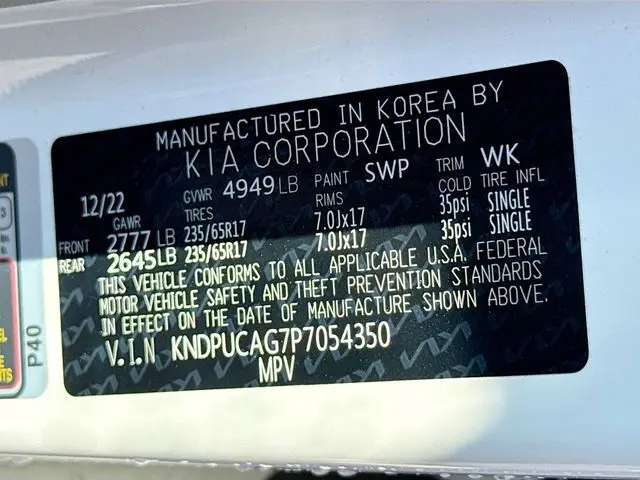 MANUFACTURED IN KOREA BY
KIA CORPORATION
12/22 GVWR 4949 LB PAINT SWP TRIM WK
GAWR TIRES RIMS COLD TIRE INFL
FRONT 2777 LB 235/65R17 7.0Jx17 35psi SINGLE
REAR 2645LB 235/65R17 7.0Jx17 35psi SINGLE
THIS VEHICLE CONFORMS TO ALL APPLICABLE U.S.A. FEDERAL
MOTOR VEHICLE SAFETY AND THEFT PREVENTION STANDARDS
IN EFFECT ON THE DATE OF MANUFACTURE SHOWN ABOVE.
V.I.N KNDPUCAG7P7054350
MPV
P40